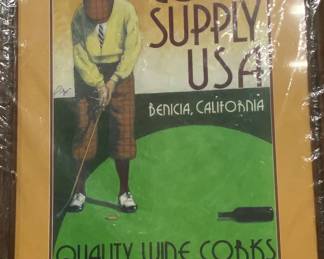 SUPPLY
USA
BENICIA, CALIFORNIA
QUALITY WINE CORKS